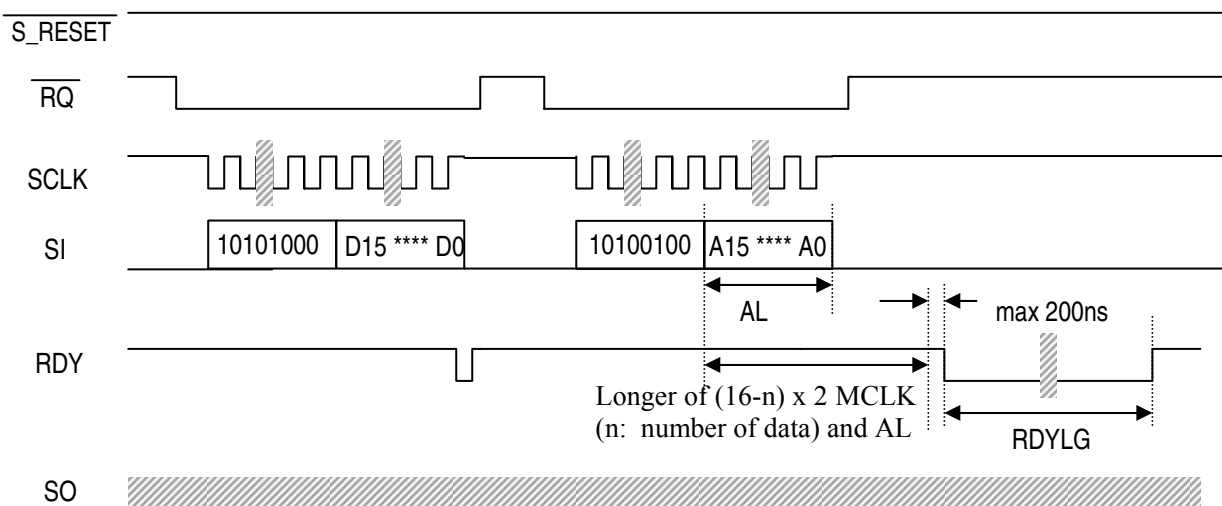 S_RESET
RQ
SCLK
SI
10101000
D15 **** D0
10100100
A15 **** A0
AL
max 200ns
RDY
Longer of (16-n) x 2 MCLK
(n: number of data) and AL
RDYLG
SO